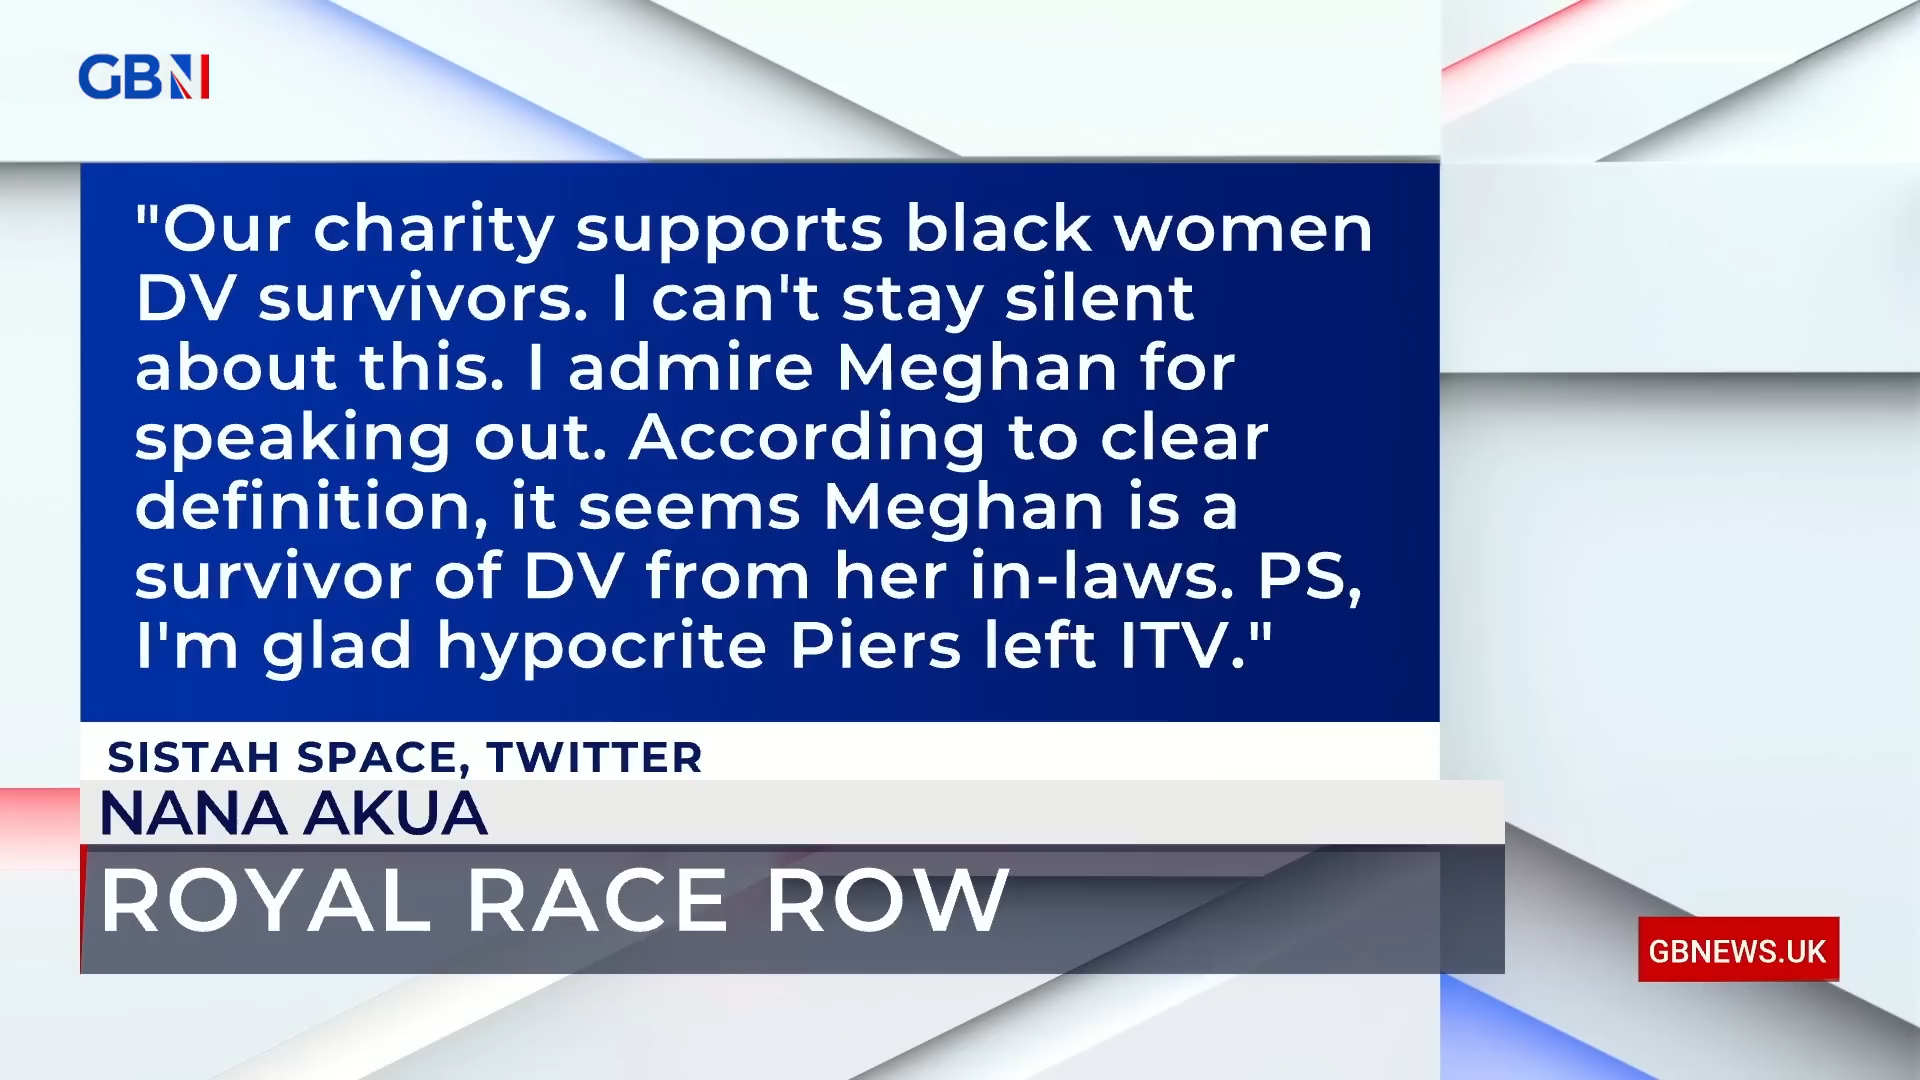 GBN
"Our charity supports black women
DV survivors. I can't stay silent
about this. I admire Meghan for
speaking out. According to clear
definition, it seems Meghan is a
survivor of DV from her in-laws. PS,
I'm glad hypocrite Piers left ITV."
SISTAH SPACE, TWITTER
NANA AKUA
ROYAL RACE ROW
GBNEWS.UK